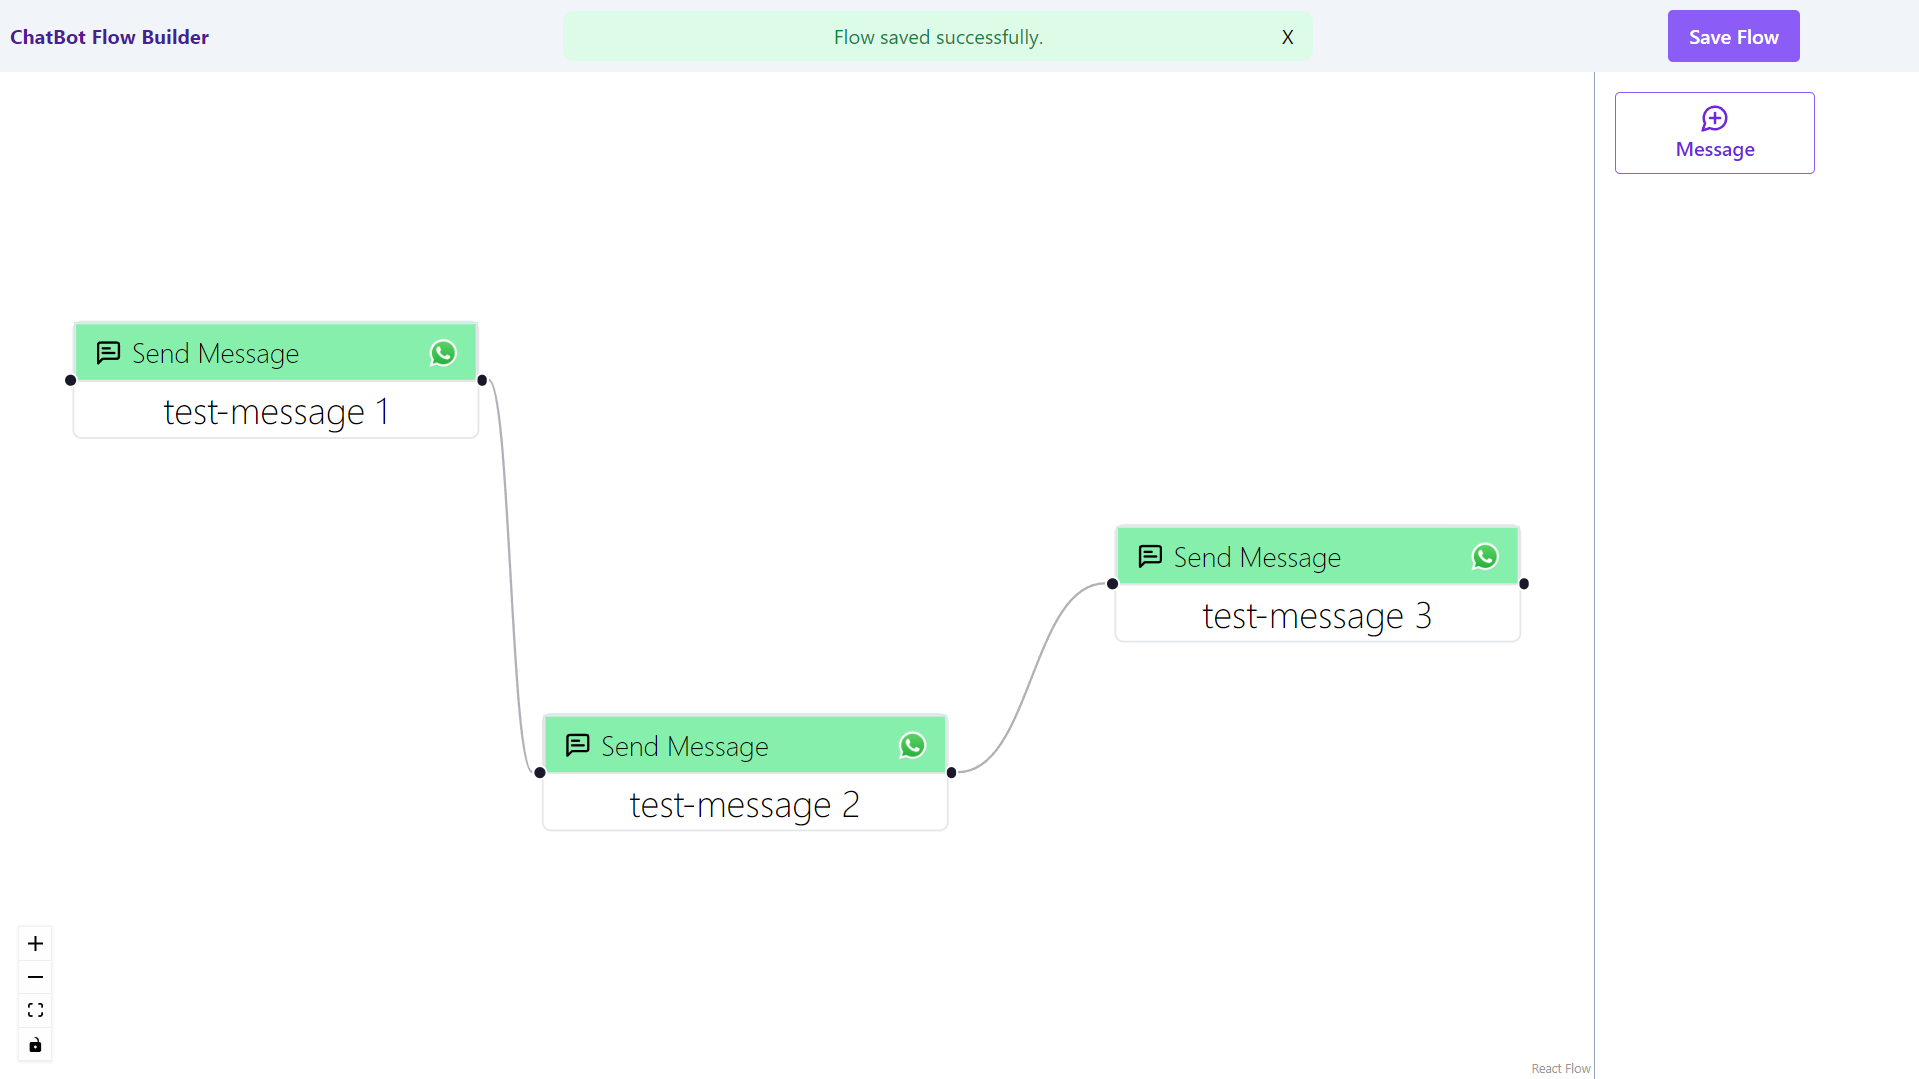 ChatBot Flow Builder
Flow saved successfully.
X
Save Flow
Message
Send Message
test-message 1
Send Message
test-message 3
Send Message
test-message 2
React Flow